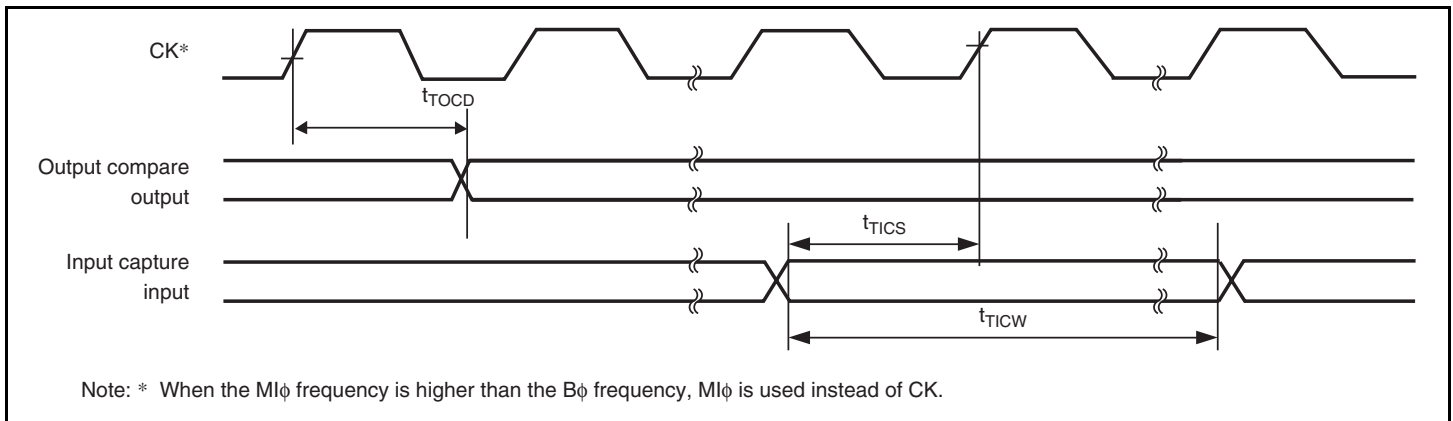 CK*
tTOCD
Output compare
output
tTICS
Input capture
input
tTICW
Note: * When the MIϕ frequency is higher than the Bϕ frequency, MIϕ is used instead of CK.